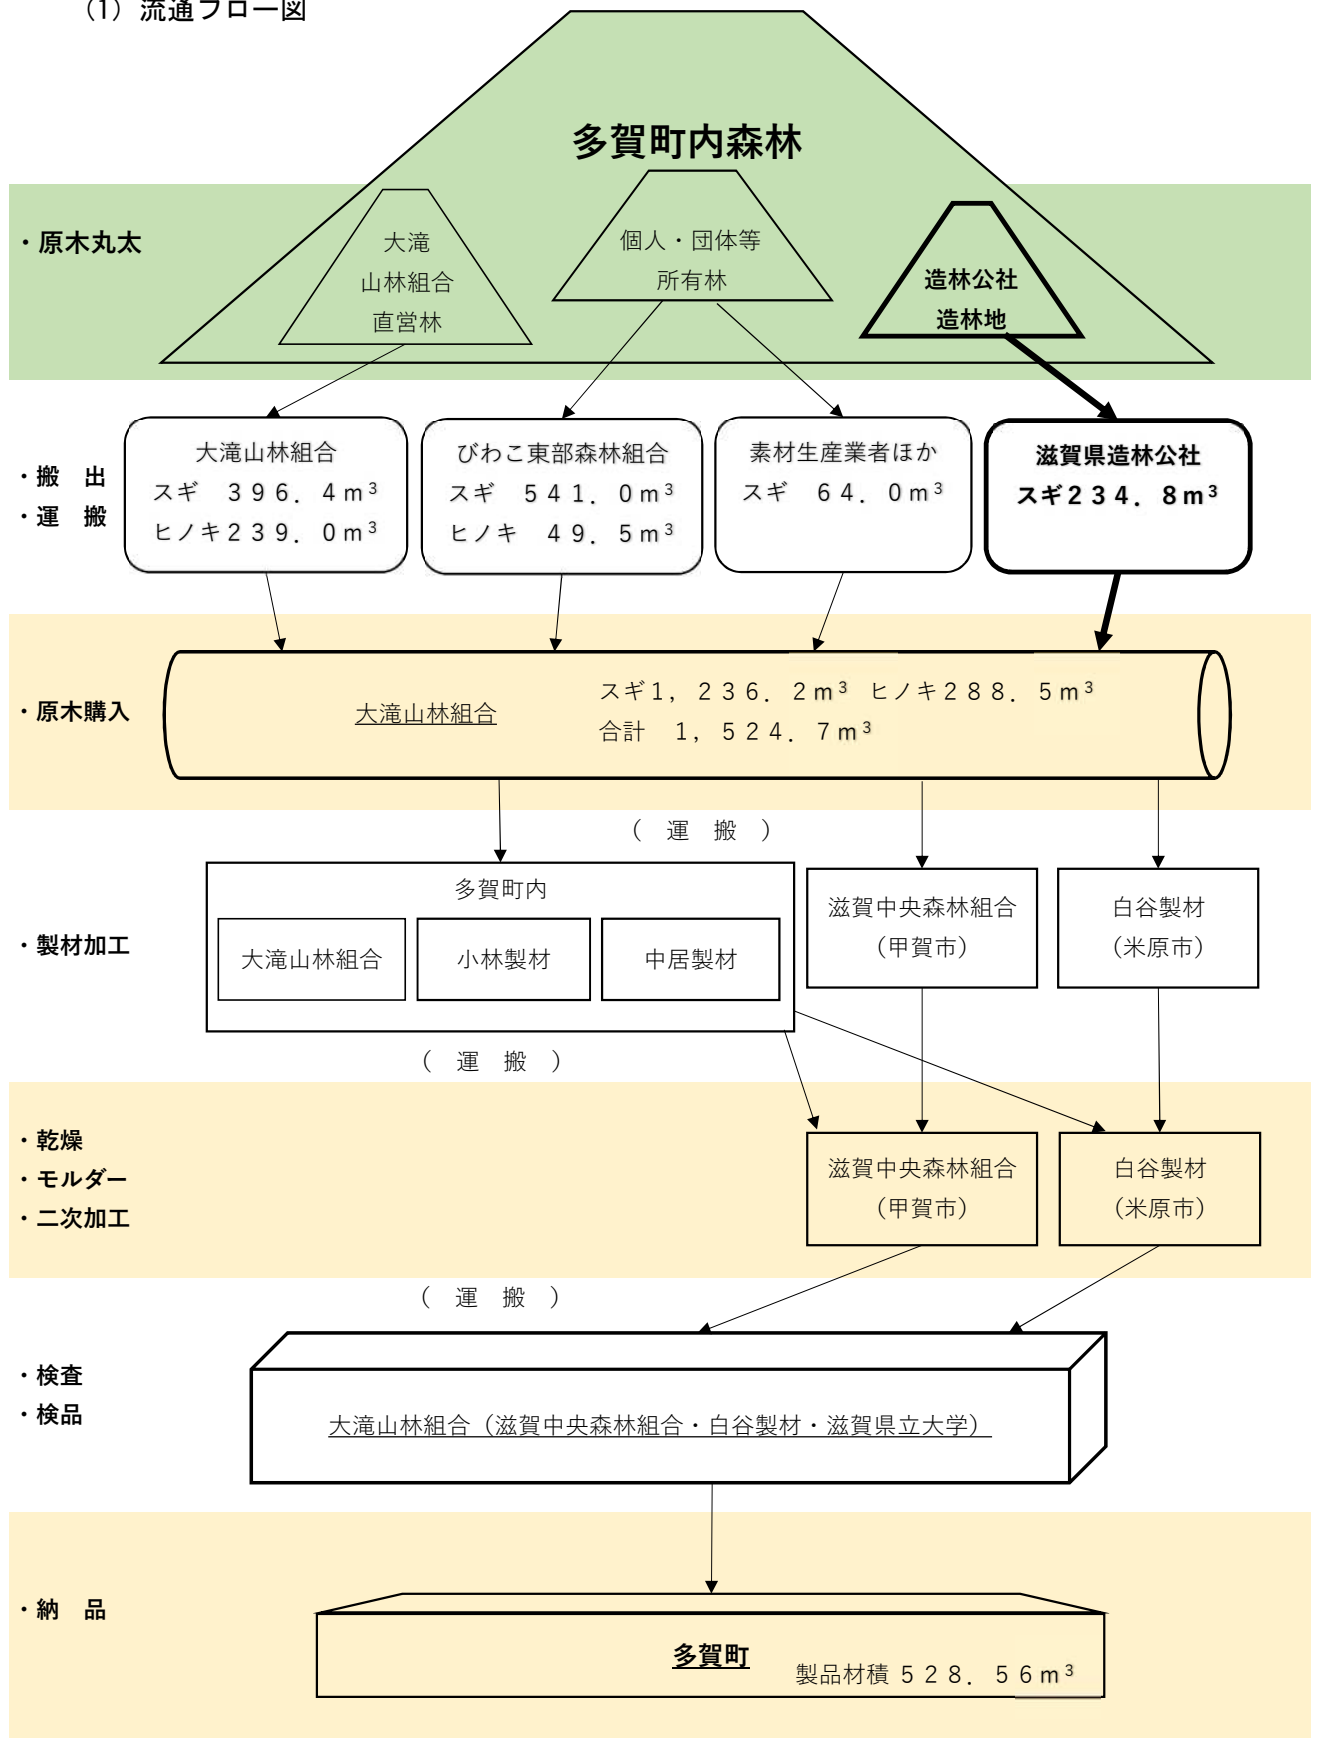 （1）流通フロー図
多賀町内森林
・原木丸太
大滝
山林組合
直営林
個人・団体等
所有林
造林公社
造林地
・搬　出
・運　搬
大滝山林組合
スギ　３９６．４ｍ³
ヒノキ２３９．０ｍ³
びわこ東部森林組合
スギ　５４１．０ｍ³
ヒノキ　４９．５ｍ³
素材生産業者ほか
スギ　６４．０ｍ³
滋賀県造林公社
スギ２３４．８ｍ³
・原木購入
大滝山林組合
スギ１，２３６．２ｍ³　ヒノキ２８８．５ｍ³
合計　１，５２４．７ｍ³
（　運　搬　）
・製材加工
多賀町内
大滝山林組合
小林製材
中居製材
滋賀中央森林組合
（甲賀市）
白谷製材
（米原市）
（　運　搬　）
・乾燥
・モルダー
・二次加工
滋賀中央森林組合
（甲賀市）
白谷製材
（米原市）
（　運　搬　）
・検査
・検品
大滝山林組合（滋賀中央森林組合・白谷製材・滋賀県立大学）
・納　品
多賀町
製品材積５２８．５６ｍ³